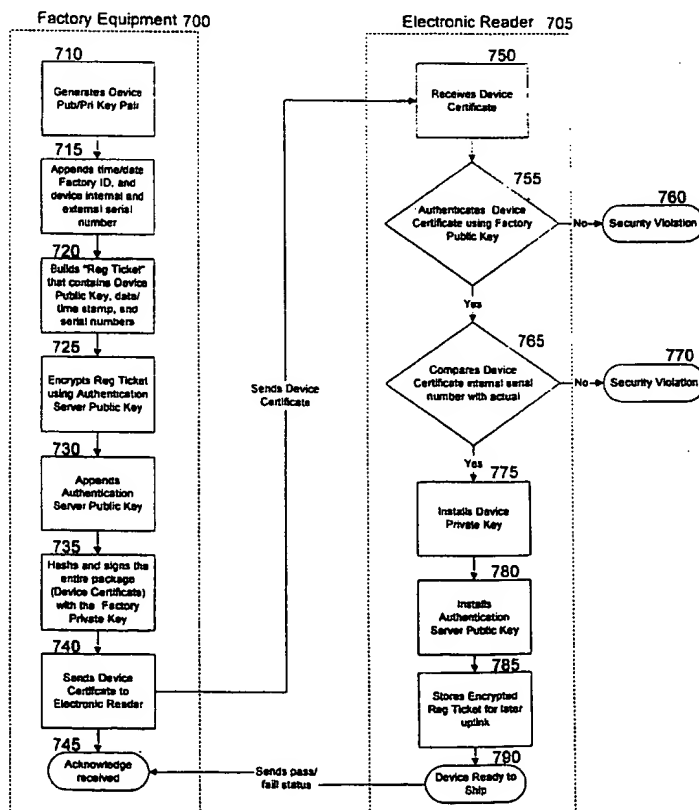 Factory Equipment 700
710
Generates Device
Pub/Pri Key Pair
715
Appends time/date
Factory ID, and
device internal and
external serial
number
720
Builds "Reg Ticket"
that contains Device
Public Key, date/
time stamp, and
serial numbers
725
Encrypts Reg Ticket
using Authentication
Server Public Key
730
Appends
Authentication
Server Public Key
735
Hashs and signs the
entire package
(Device Certificate)
with the Factory
Private Key
740
Sends Device
Certificate to
Electronic Reader
745
Acknowledge
received
Sends Device
Certificate
Sends pass/
fail status
Electronic Reader 705
750
Receives Device
Certificate
755
Authenticates Device
Certificate using Factory
Public Key
No
760
Security Violation
Yes
765
Compares Device
Certificate internal serial
number with actual
No
770
Security Violation
Yes
775
Installs Device
Private Key
780
Installs
Authentication
Server Public Key
785
Stores Encrypted
Reg Ticket for later
uplink
790
Device Ready to
Ship